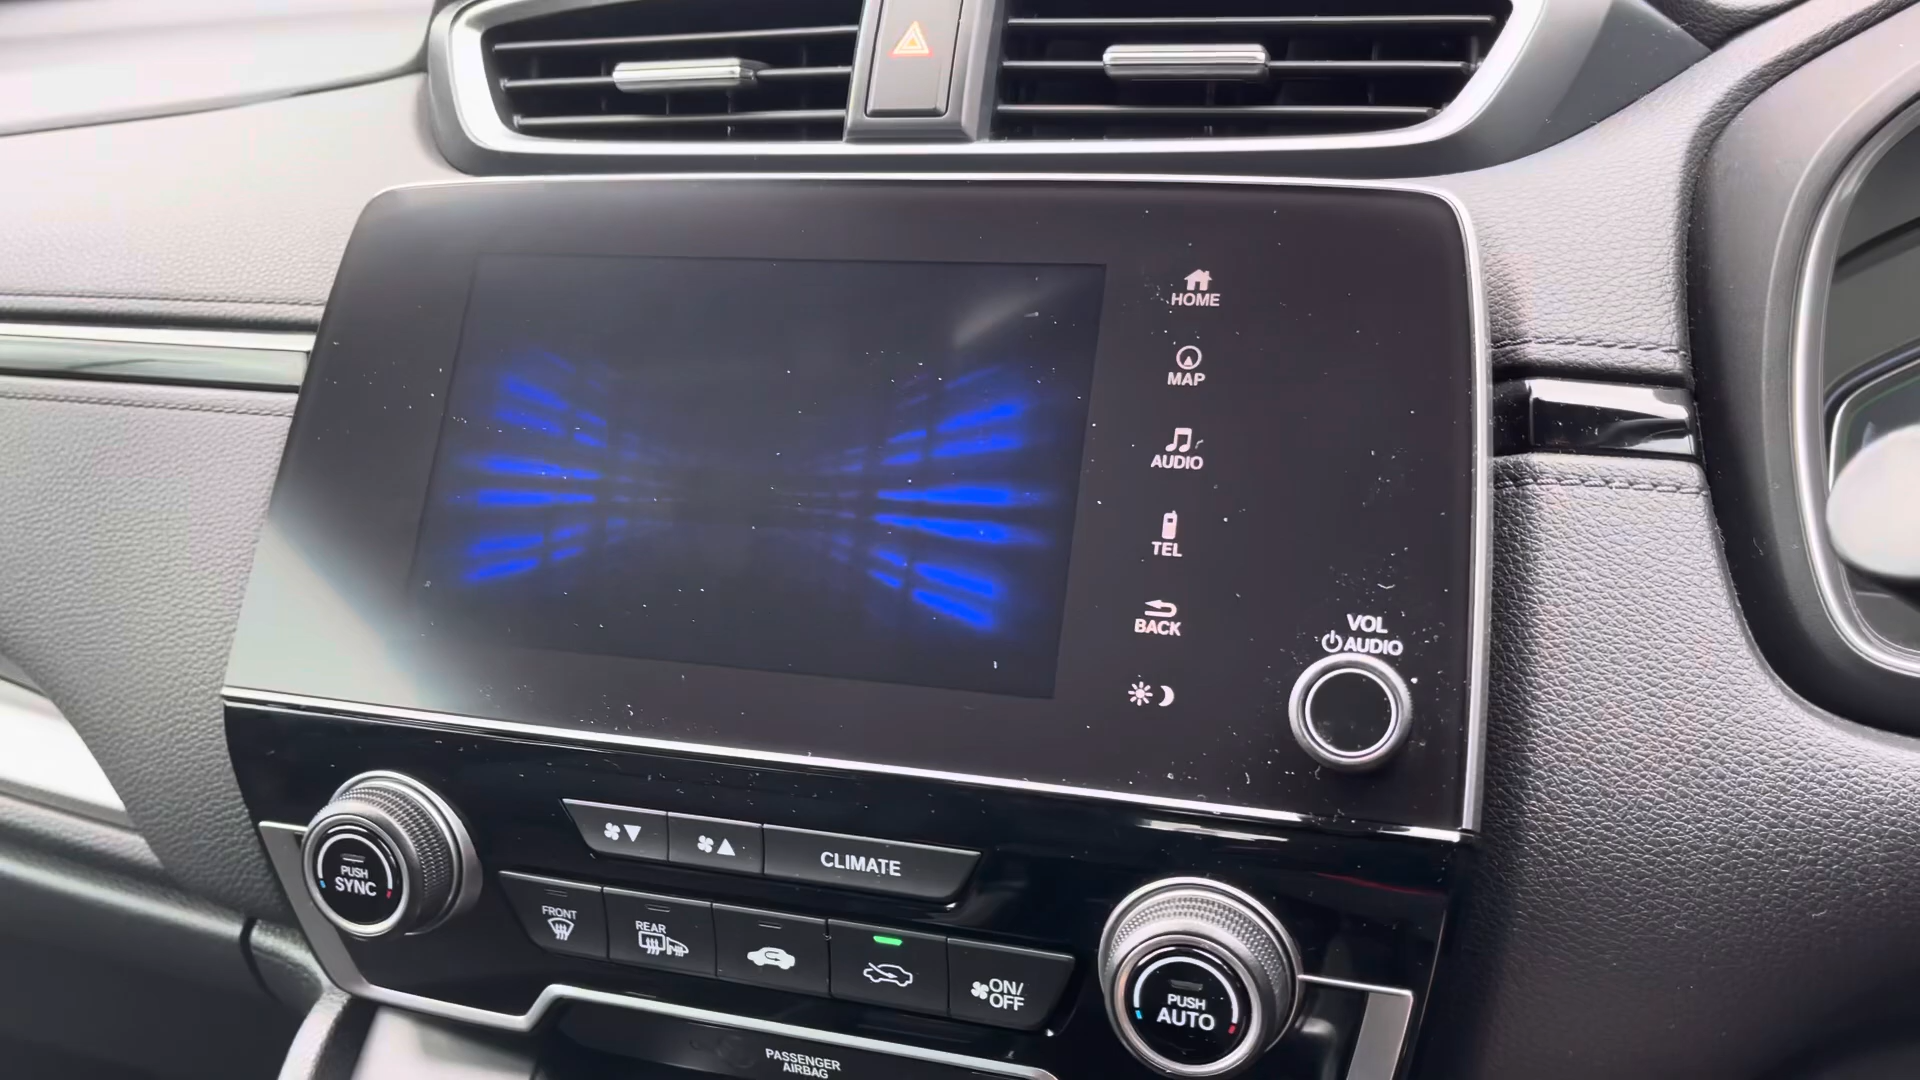 HOME
MAP
AUDIO
TEL
BACK
VOL
AUDIO
PUSH
SYNC
CLIMATE
FRONT
REAR
ON/
OFF
PUSH
AUTO
PASSENGER
AIRBAG